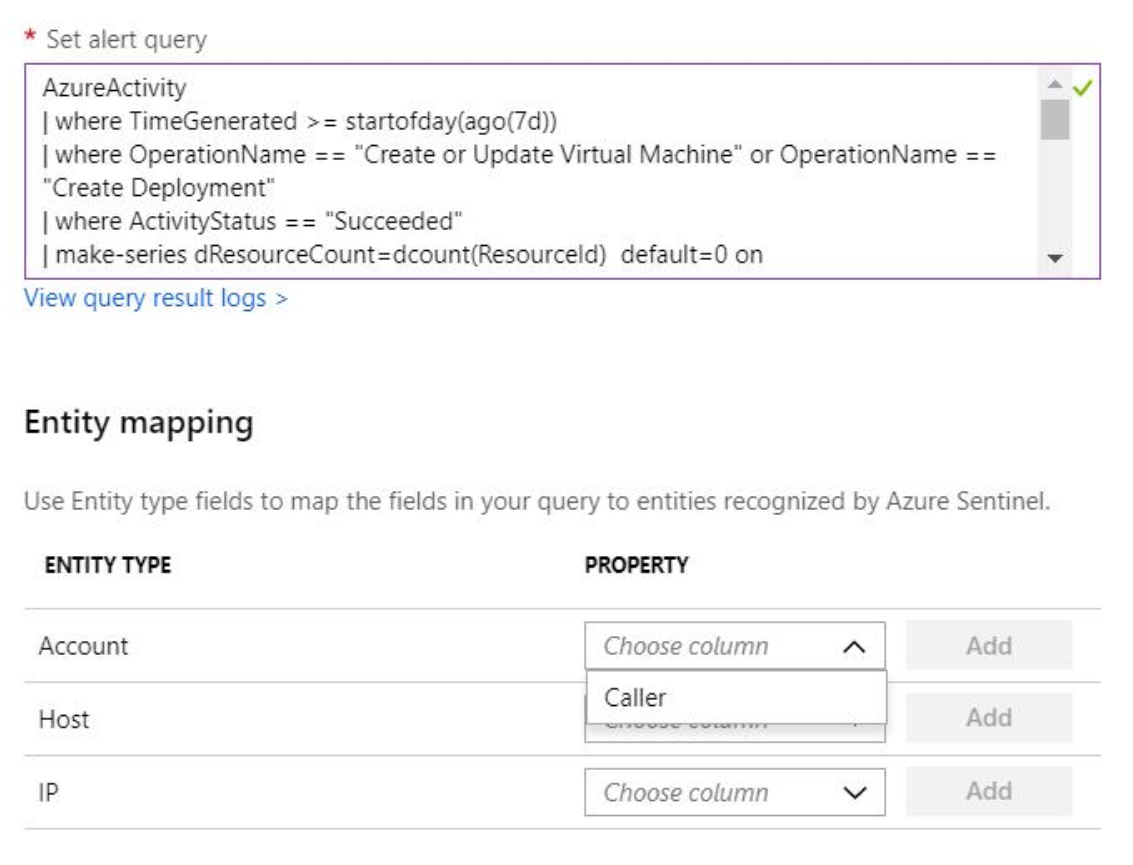 * Set alert query
AzureActivity
| where TimeGenerated >= startofday(ago(7d))
| where OperationName == "Create or Update Virtual Machine" or OperationName ==
"Create Deployment"
| where ActivityStatus == "Succeeded"
| make-series dResourceCount=dcount(ResourceId)  default=0 on
View query result logs >
Entity mapping
Use Entity type fields to map the fields in your query to entities recognized by Azure Sentinel.
ENTITY TYPE PROPERTY
Account Choose column Add
Caller
Host Add
IP Choose column Add